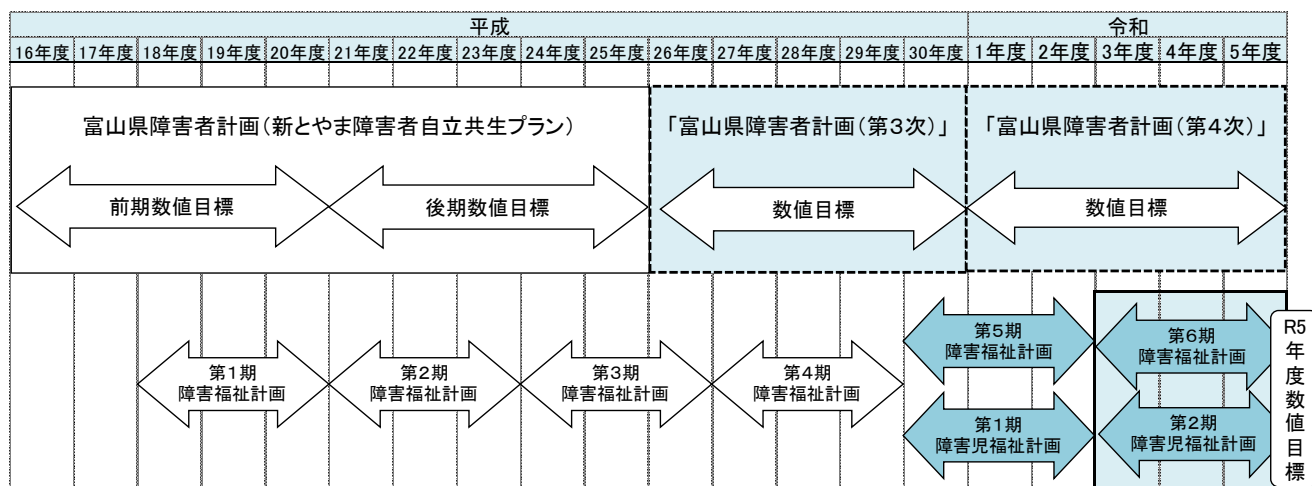 平成
令和
16年度 17年度 18年度 19年度 20年度 21年度 22年度 23年度 24年度 25年度 26年度 27年度 28年度 29年度 30年度 1年度 2年度 3年度 4年度 5年度
富山県障害者計画(新とやま障害者自立共生プラン)
「富山県障害者計画(第3次)」
「富山県障害者計画(第4次)」
前期数値目標
後期数値目標
数値目標
数値目標
第1期
障害福祉計画
第2期
障害福祉計画
第3期
障害福祉計画
第4期
障害福祉計画
第5期
障害福祉計画
第6期
障害福祉計画
第1期
障害児福祉計画
第2期
障害児福祉計画
R5年度数値目標